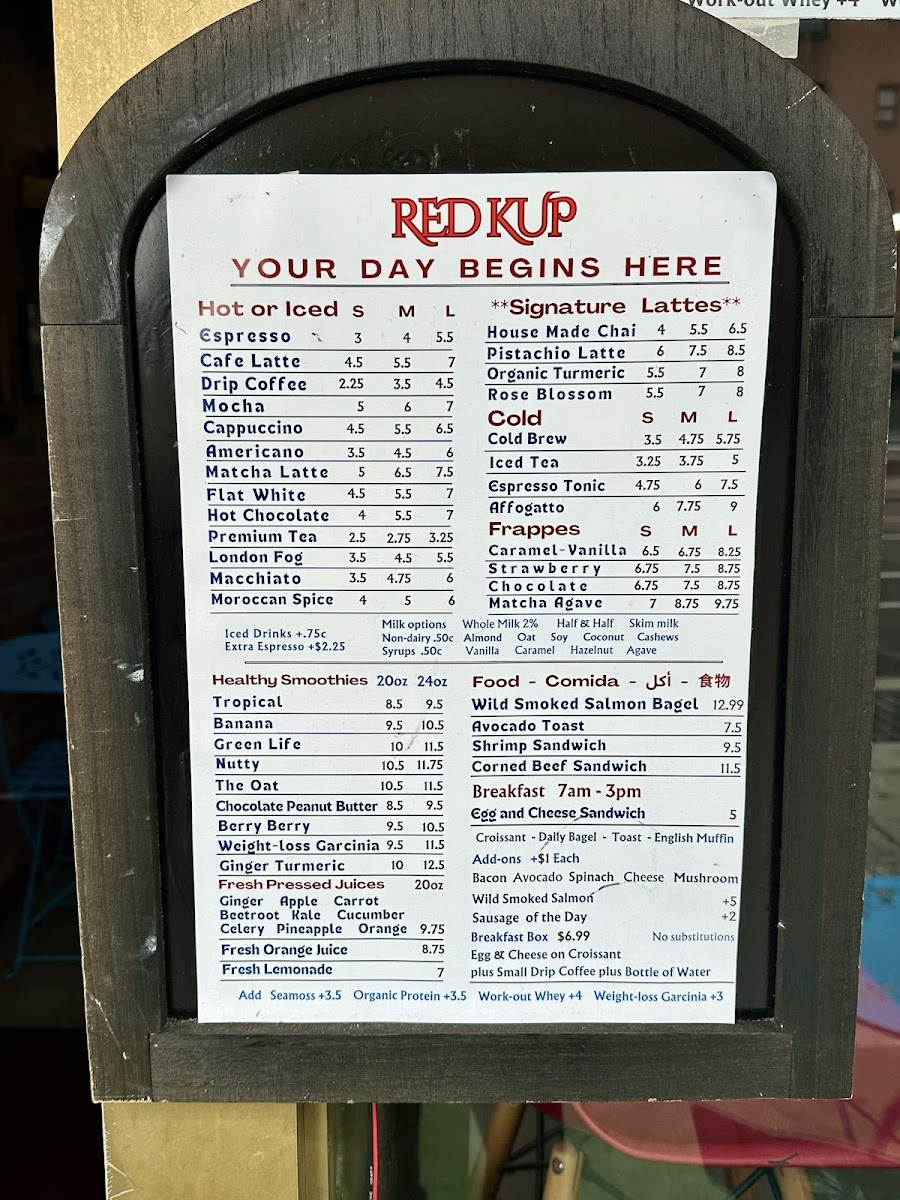 Work-out Whey +4 W
RED KUP
YOUR DAY BEGINS HERE
Hot or Iced S M L
Espresso 3 4 5.5
Cafe Latte 4.5 5.5 7
Drip Coffee 2.25 3.5 4.5
Mocha 5 6 7
Cappuccino 4.5 5.5 6.5
Americano 3.5 4.5 6
Matcha Latte 5 6.5 7.5
Flat White 4.5 5.5 7
Hot Chocolate 4 5.5 7
Premium Tea 2.5 2.75 3.25
London Fog 3.5 4.5 5.5
Macchiato 3.5 4.75 6
Moroccan Spice 4 5 6
**Signature Lattes**
House Made Chai 4 5.5 6.5
Pistachio Latte 6 7.5 8.5
Organic Turmeric 5.5 7 8
Rose Blossom 5.5 7 8
Cold S M L
Cold Brew 3.5 4.75 5.75
Iced Tea 3.25 3.75 5
Espresso Tonic 4.75 6 7.5
Affogatto 6 7.75 9
Frappes S M L
Caramel-Vanilla 6.5 6.75 8.25
Strawberry 6.75 7.5 8.75
Chocolate 6.75 7.5 8.75
Matcha Agave 7 8.75 9.75
Iced Drinks +.75c
Extra Espresso +$2.25
Milk options Whole Milk 2% Half & Half Skim milk
Non-dairy .50c Almond Oat Soy Coconut Cashews
Syrups .50c Vanilla Caramel Hazelnut Agave
Healthy Smoothies 20oz 24oz
Tropical 8.5 9.5
Banana 9.5 10.5
Green Life 10 11.5
Nutty 10.5 11.75
The Oat 10.5 11.5
Chocolate Peanut Butter 8.5 9.5
Berry Berry 9.5 10.5
Weight-loss Garcinia 9.5 11.5
Ginger Turmeric 10 12.5
Fresh Pressed Juices 20oz
Ginger Apple Carrot
Beetroot Kale Cucumber
Celery Pineapple Orange 9.75
Fresh Orange Juice 8.75
Fresh Lemonade 7
Food - Comida - أكل - 食物
Wild Smoked Salmon Bagel 12.99
Avocado Toast 7.5
Shrimp Sandwich 9.5
Corned Beef Sandwich 11.5
Breakfast 7am - 3pm
Egg and Cheese Sandwich 5
Croissant - Daily Bagel - Toast - English Muffin
Add-ons +$1 Each
Bacon Avocado Spinach Cheese Mushroom
Wild Smoked Salmon +5
Sausage of the Day +2
Breakfast Box $6.99 No substitutions
Egg & Cheese on Croissant
plus Small Drip Coffee plus Bottle of Water
Add Seamoss +3.5 Organic Protein +3.5 Work-out Whey +4 Weight-loss Garcinia +3